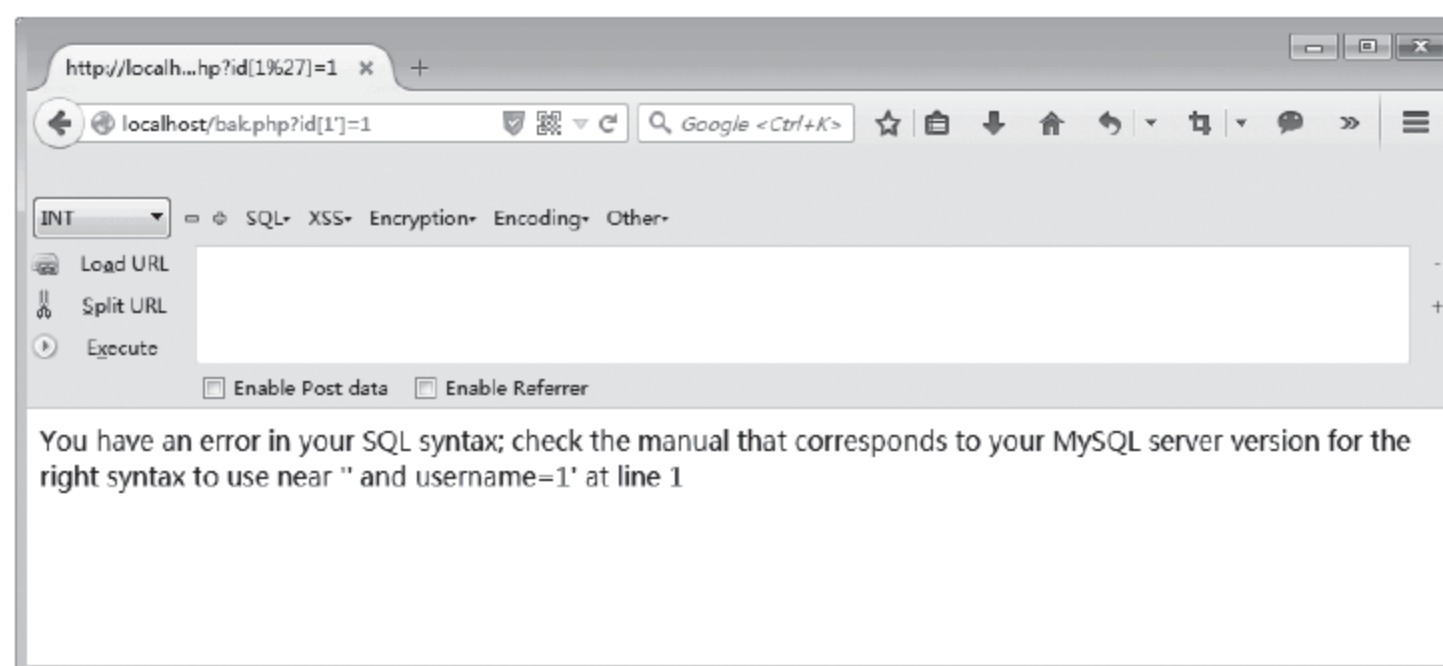 http://localh...hp?id[1%27]=1
localhost/bak.php?id[1']=1
Google <Ctrl+K>
INT
SQL XSS Encryption Encoding Other
Load URL
Split URL
Execute
Enable Post data Enable Referrer
You have an error in your SQL syntax; check the manual that corresponds to your MySQL server version for the
right syntax to use near '' and username=1' at line 1